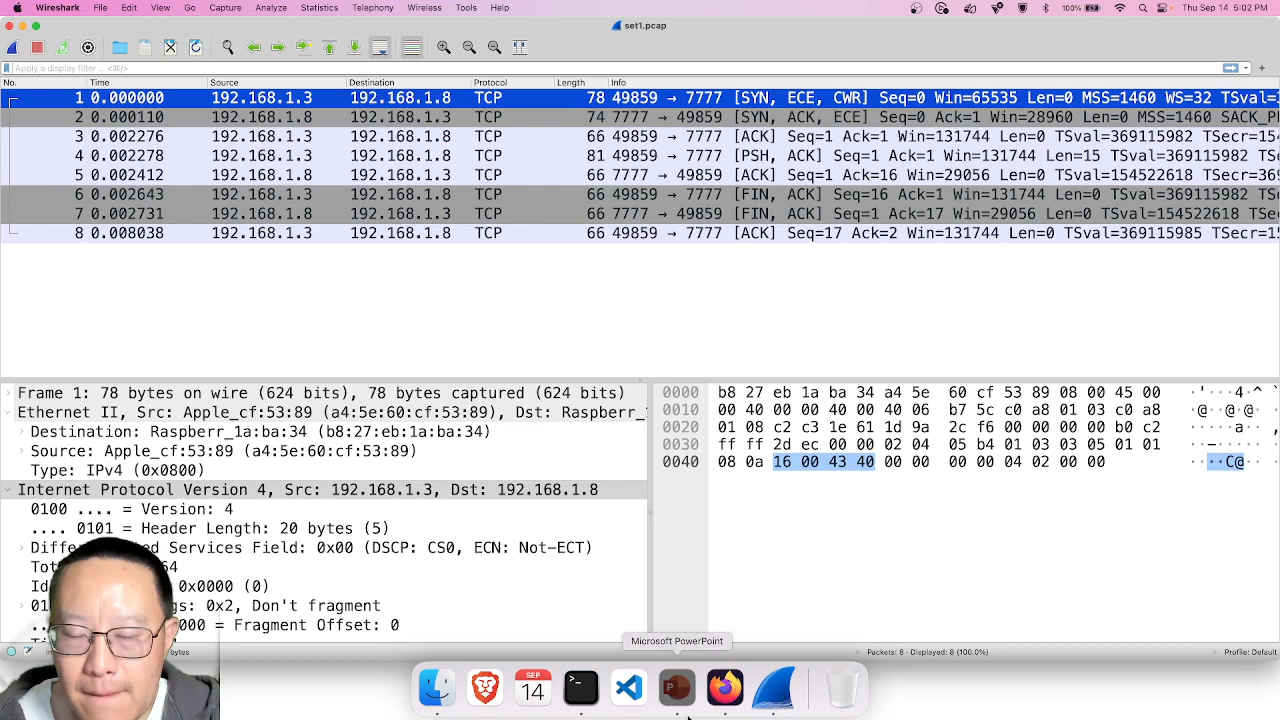 Wireshark File Edit View Go Capture Analyze Statistics Telephony Wireless Tools Help 100% Thu Sep 14 5:02 PM
set1.pcap
Apply a display filter ... <⌘/>
No. Time Source Destination Protocol Length Info
1 0.000000 192.168.1.3 192.168.1.8 TCP 78 49859 → 7777 [SYN, ECE, CWR] Seq=0 Win=65535 Len=0 MSS=1460 WS=32 TSval=
2 0.000110 192.168.1.8 192.168.1.3 TCP 74 7777 → 49859 [SYN, ACK, ECE] Seq=0 Ack=1 Win=28960 Len=0 MSS=1460
3 0.002276 192.168.1.3 192.168.1.8 TCP 66 49859 → 7777 [ACK] Seq=1 Ack=1 Win=131744 Len=0 TSval=369115982 TSecr=154
4 0.002278 192.168.1.3 192.168.1.8 TCP 81 49859 → 7777 [PSH, ACK] Seq=1 Ack=1 Win=131744 Len=15 TSval=369115982 TSecr
5 0.002412 192.168.1.8 192.168.1.3 TCP 66 7777 → 49859 [ACK] Seq=1 Ack=16 Win=29056 Len=0 TSval=154522618 TSecr=36
6 0.002643 192.168.1.3 192.168.1.8 TCP 66 49859 → 7777 [FIN, ACK] Seq=16 Ack=1 Win=131744 Len=0 TSval=369115982 TSecr
7 0.002731 192.168.1.8 192.168.1.3 TCP 66 7777 → 49859 [FIN, ACK] Seq=1 Ack=17 Win=29056 Len=0 TSval=154522618 TSec
8 0.008038 192.168.1.3 192.168.1.8 TCP 66 49859 → 7777 [ACK] Seq=17 Ack=2 Win=131744 Len=0 TSval=369115985 TSecr=15
Frame 1: 78 bytes on wire (624 bits), 78 bytes captured (624 bits)
Ethernet II, Src: Apple_cf:53:89 (a4:5e:60:cf:53:89), Dst: Raspberr_1
Destination: Raspberr_1a:ba:34 (b8:27:eb:1a:ba:34)
Source: Apple_cf:53:89 (a4:5e:60:cf:53:89)
Type: IPv4 (0x0800)
Internet Protocol Version 4, Src: 192.168.1.3, Dst: 192.168.1.8
0100 .... = Version: 4
.... 0101 = Header Length: 20 bytes (5)
Differ ted Services Field: 0x00 (DSCP: CS0, ECN: Not-ECT)
Tot 64
Id 0x0000 (0)
01 gs: 0x2, Don't fragment
000 = Fragment Offset: 0
0000 b8 27 eb 1a ba 34 a4 5e 60 cf 53 89 08 00 45 00 ·'···4·^ `
0010 00 40 00 00 40 00 40 06 b7 5c c0 a8 01 03 c0 a8 ·@··@·@·
0020 01 08 c2 c3 1e 61 1d 9a 2c f6 00 00 00 00 b0 c2 ·····a·· ,
0030 ff ff 2d ec 00 00 02 04 05 b4 01 03 03 05 01 01 ··-·····
0040 08 0a 16 00 43 40 00 00 00 00 04 02 00 00 ····C@··
Microsoft PowerPoint
bytes Packets: 8 · Displayed: 8 (100.0%) Profile: Default
SEP
14